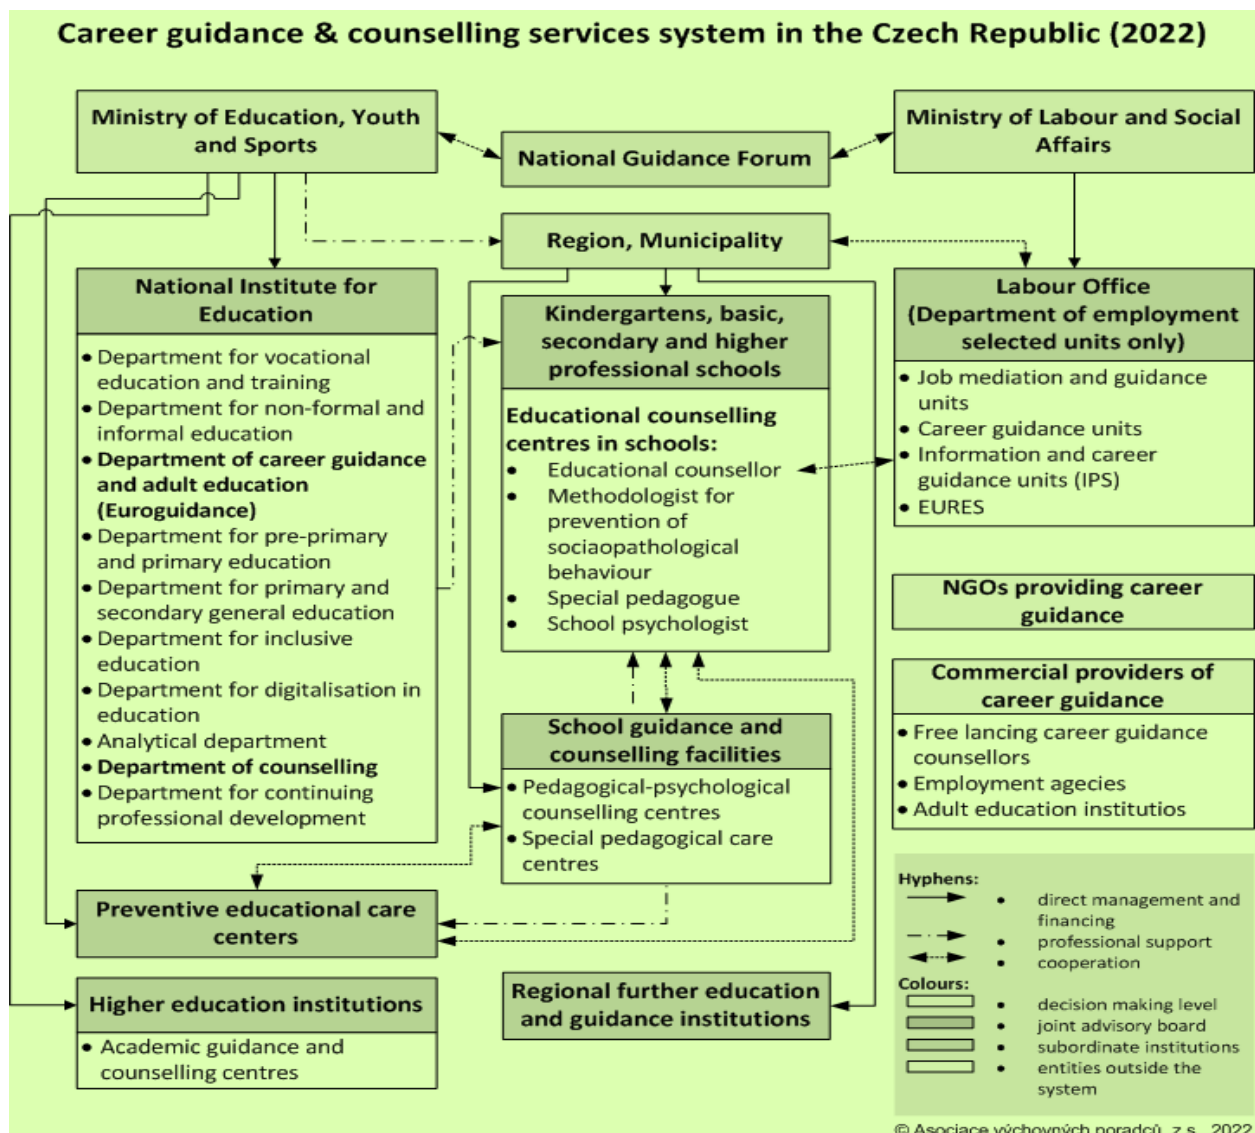 Career guidance & counselling services system in the Czech Republic (2022)
Ministry of Education, Youth
and Sports
National Guidance Forum
Ministry of Labour and Social
Affairs
Region, Municipality
National Institute for
Education
• Department for vocational
education and training
• Department for non-formal and
informal education
• Department of career guidance
and adult education
(Euroguidance)
• Department for pre-primary
and primary education
• Department for primary and
secondary general education
• Department for inclusive
education
• Department for digitalisation in
education
• Analytical department
• Department of counselling
• Department for continuing
professional development
Kindergartens, basic,
secondary and higher
professional schools
Educational counselling
centres in schools:
• Educational counsellor
• Methodologist for
prevention of
sociaopathological
behaviour
• Special pedagogue
• School psychologist
Labour Office
(Department of employment
selected units only)
• Job mediation and guidance
units
• Career guidance units
• Information and career
guidance units (IPS)
• EURES
NGOs providing career
guidance
Commercial providers of
career guidance
• Free lancing career guidance
counsellors
• Employment agecies
• Adult education institutios
School guidance and
counselling facilities
• Pedagogical-psychological
counselling centres
• Special pedagogical care
centres
Preventive educational care
centers
Higher education institutions
• Academic guidance and
counselling centres
Regional further education
and guidance institutions
Hyphens:
• direct management and
financing
• professional support
• cooperation
Colours:
• decision making level
• joint advisory board
• subordinate institutions
• entities outside the
system
© Asociace výchovných poradců, z.s., 2022